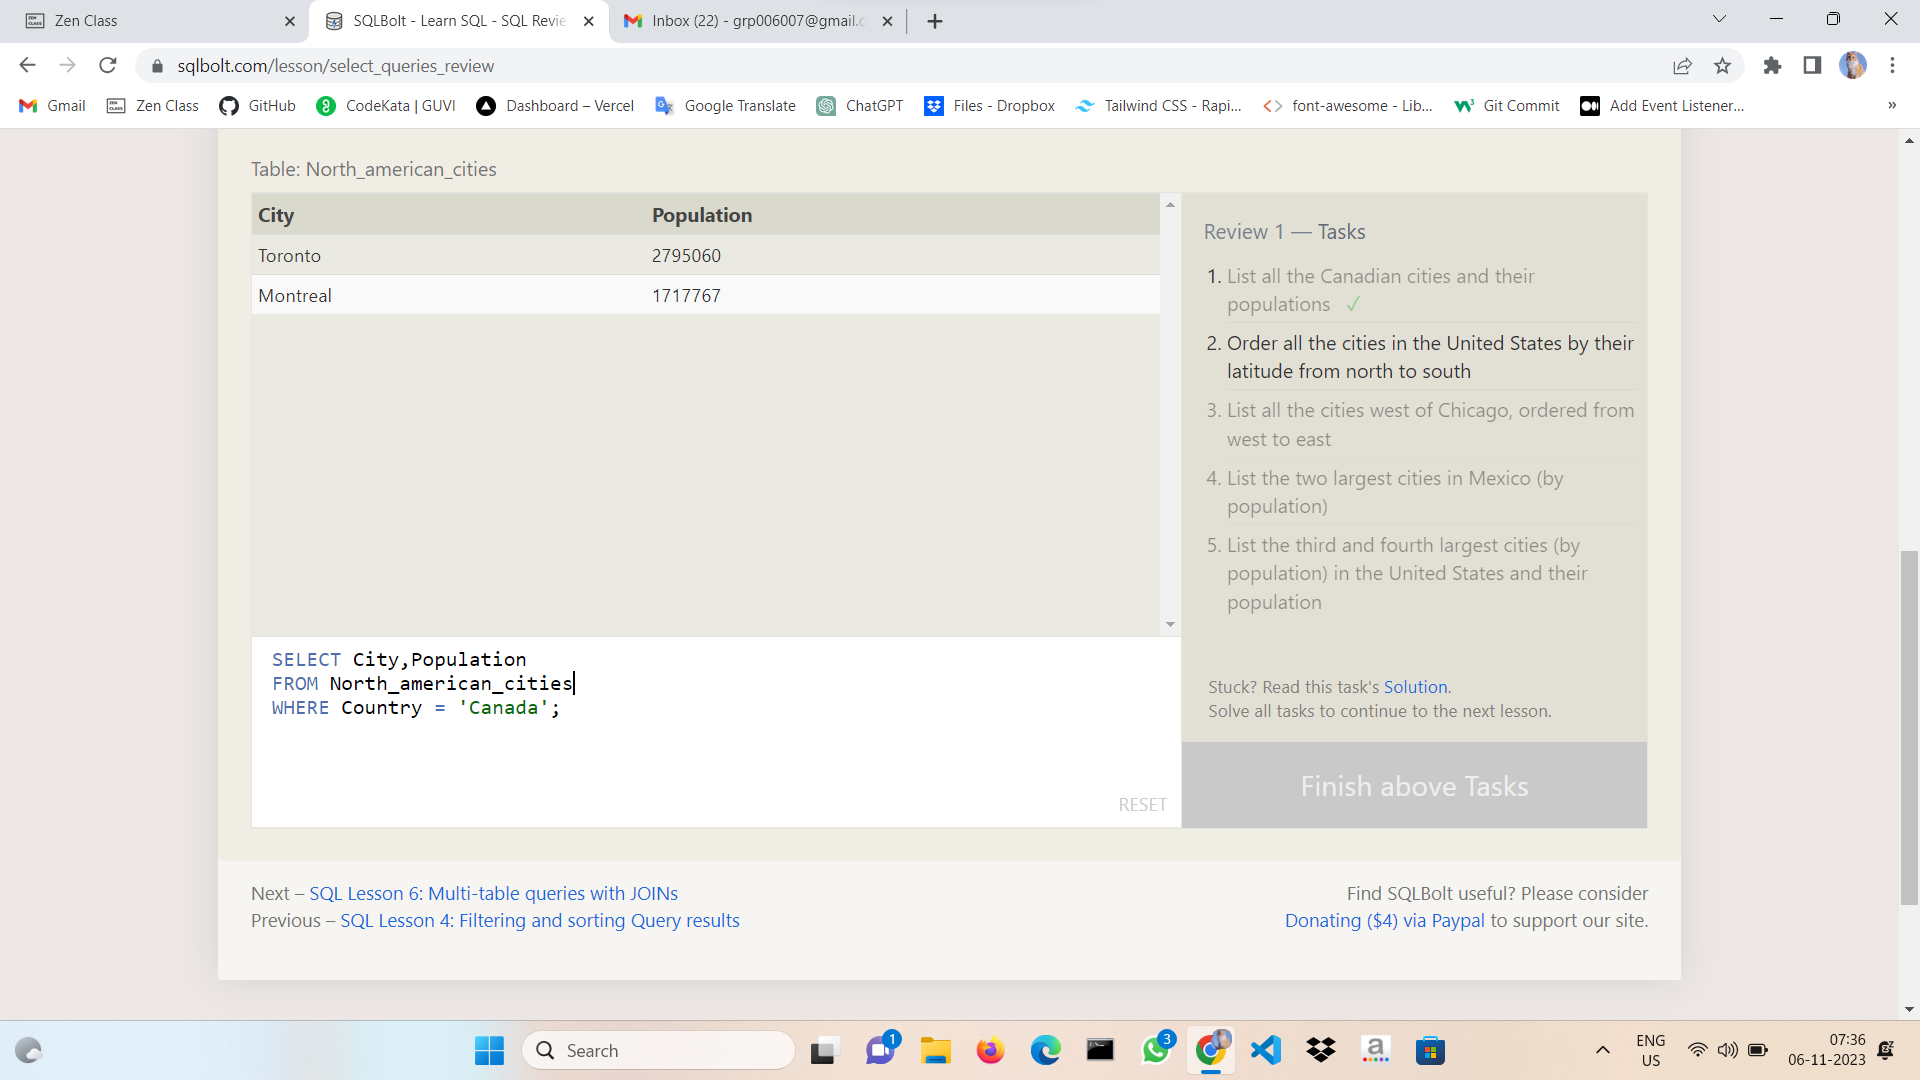 Zen Class
SQLBolt - Learn SQL - SQL Revie
Inbox (22) - grp006007@gmail.c
sqlbolt.com/lesson/select_queries_review
Gmail
Zen Class
GitHub
CodeKata | GUVI
Dashboard – Vercel
Google Translate
ChatGPT
Files - Dropbox
Tailwind CSS - Rapi...
font-awesome - Lib...
Git Commit
Add Event Listener...
»
Table: North_american_cities
City Population
Toronto 2795060
Montreal 1717767
SELECT City,Population
FROM North_american_cities
WHERE Country = 'Canada';
RESET
Review 1 — Tasks
1. List all the Canadian cities and their
populations ✓
2. Order all the cities in the United States by their
latitude from north to south
3. List all the cities west of Chicago, ordered from
west to east
4. List the two largest cities in Mexico (by
population)
5. List the third and fourth largest cities (by
population) in the United States and their
population
Stuck? Read this task's Solution.
Solve all tasks to continue to the next lesson.
Finish above Tasks
Next – SQL Lesson 6: Multi-table queries with JOINs
Previous – SQL Lesson 4: Filtering and sorting Query results
Find SQLBolt useful? Please consider
Donating ($4) via Paypal to support our site.
Search
1
3
a
ENG
US
07:36
06-11-2023